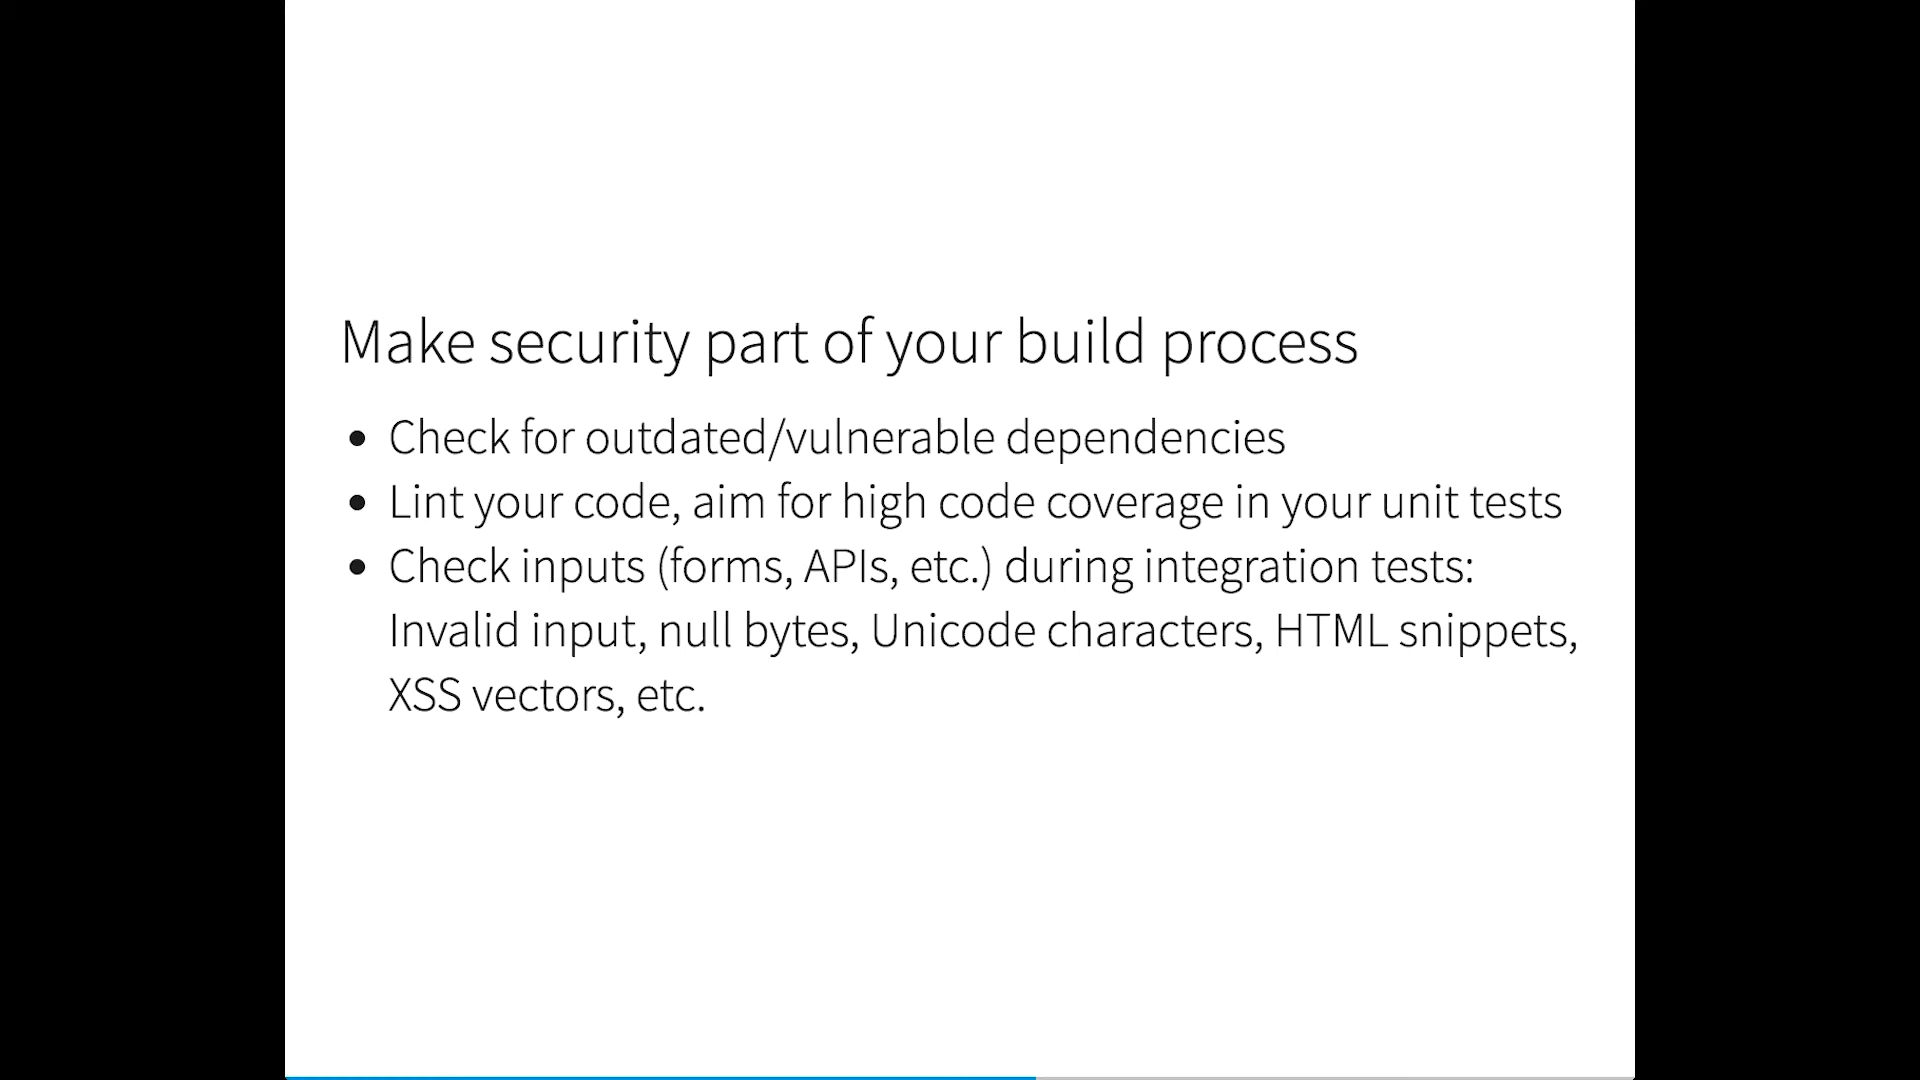 Make security part of your build process
• Check for outdated/vulnerable dependencies
• Lint your code, aim for high code coverage in your unit tests
• Check inputs (forms, APIs, etc.) during integration tests:
Invalid input, null bytes, Unicode characters, HTML snippets,
XSS vectors, etc.